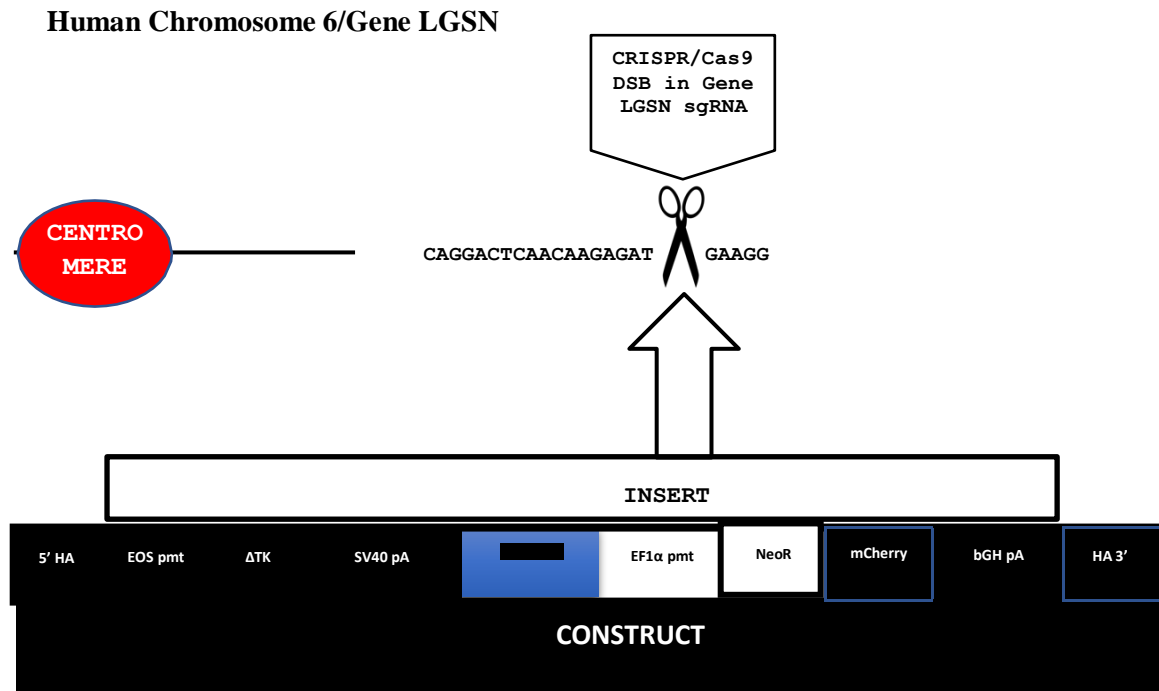 Human Chromosome 6/Gene LGSN
CRISPR/Cas9
DSB in Gene
LGSN sgRNA
CENTRO
MERE
CAGGACTCAACAAGAGAT GAAGG
INSERT
5’ HA EOS pmt ΔTK SV40 pA EF1α pmt NeoR mCherry bGH pA HA 3’
CONSTRUCT